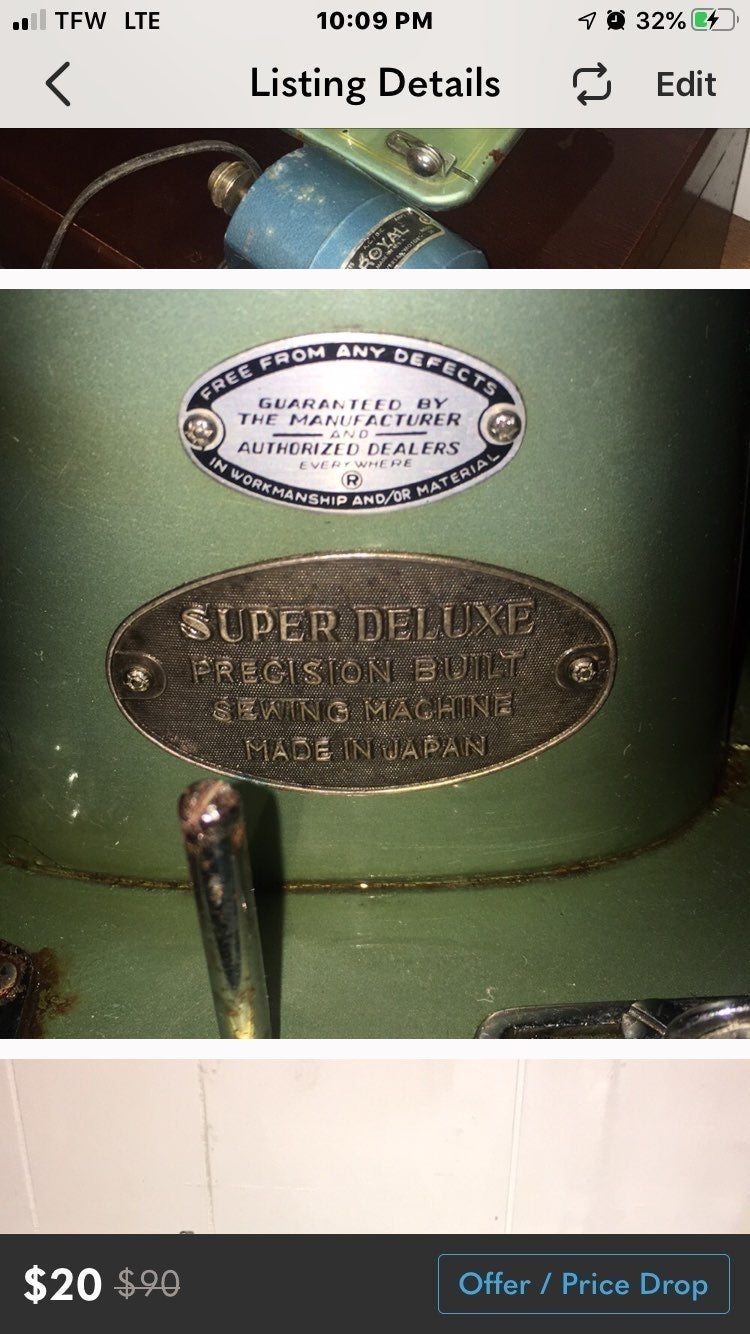 TFW LTE 10:09 PM 32%
Listing Details Edit
ROYAL
FREE FROM ANY DEFECTS
GUARANTEED BY
THE MANUFACTURER
AND
AUTHORIZED DEALERS
EVERYWHERE
®
IN WORKMANSHIP AND/OR MATERIAL
SUPER DELUXE
PRECISION BUILT
SEWING MACHINE
MADE IN JAPAN
$20 $90 Offer / Price Drop